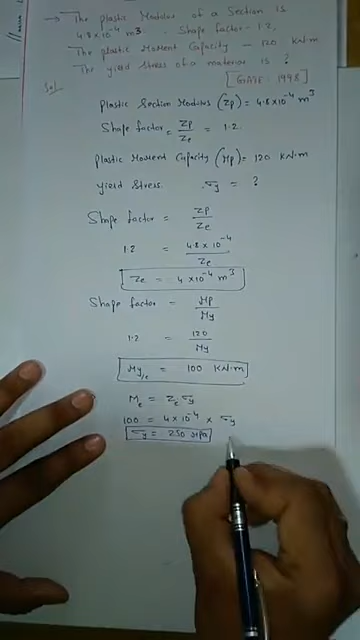 → The plastic Modulus of a Section is
4.8 x 10⁻⁴ m³. Shape factor - 1.2.
The plastic Moment Capacity - 120 kN-m
The yield stress of a material is ?
[GATE - 1998]
Sol
plastic Section Modulus (Zp) = 4.8x10⁻⁴ m³
Shape factor = Zp/Ze = 1.2.
plastic Moment Capacity (Mp) = 120 kN.m
yield Stress. σy = ?
Shape factor = Zp/Ze
1.2 = 4.8 x 10⁻⁴/Ze
Ze = 4 x10⁻⁴ m³
Shape factor = Mp/My
1.2 = 120/My
My/e = 100 kN.m
Me = Ze σy
100 = 4 x 10⁻⁴ x σy
σy = 250 MPa